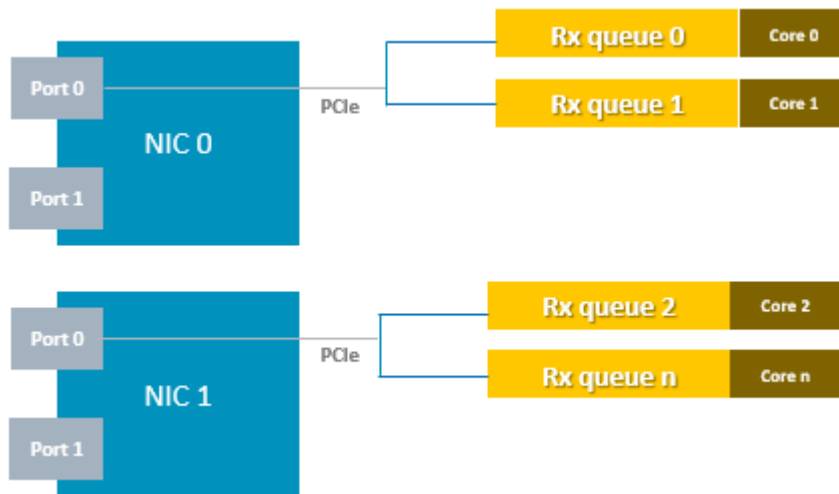 Port 0
NIC 0
Port 1
PCIe
Rx queue 0
Core 0
Rx queue 1
Core 1
Port 0
NIC 1
Port 1
PCIe
Rx queue 2
Core 2
Rx queue n
Core n